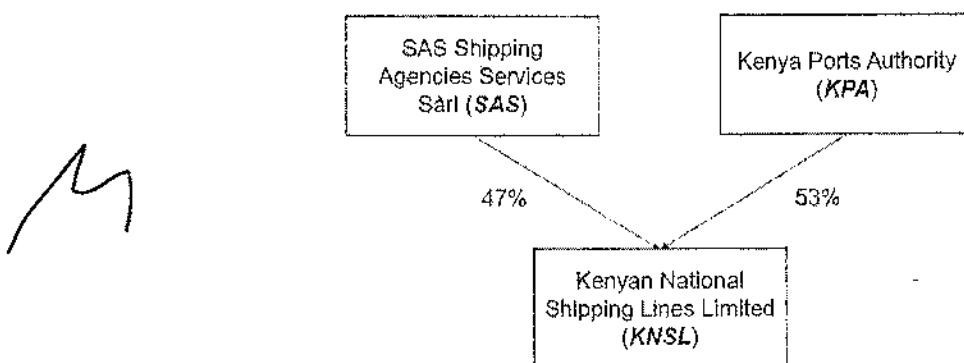 SAS Shipping
Agencies Services
Sàrl (SAS)
Kenya Ports Authority
(KPA)
47%
53%
Kenyan National
Shipping Lines Limited
(KNSL)